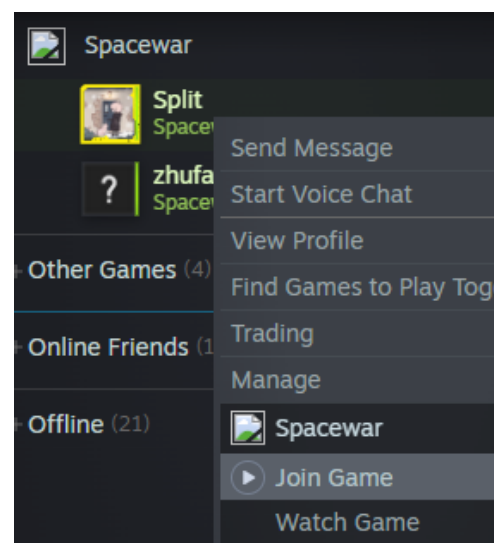 Spacewar
Split
Spacew
zhufa
Space
Send Message
Start Voice Chat
View Profile
Other Games (4)
Find Games to Play Tog
Trading
Online Friends (1
Manage
Offline (21)
Spacewar
Join Game
Watch Game